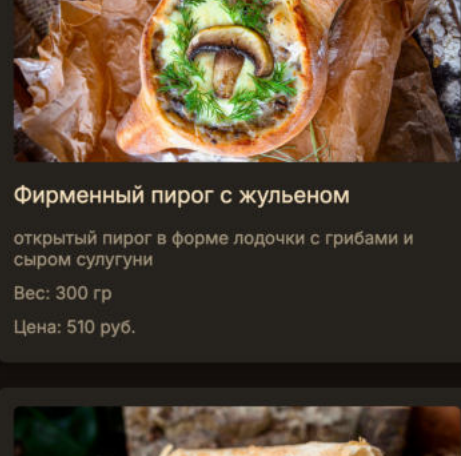 Фирменный пирог с жульеном
открытый пирог в форме лодочки с грибами и
сыром сулугуни
Вес: 300 гр
Цена: 510 руб.